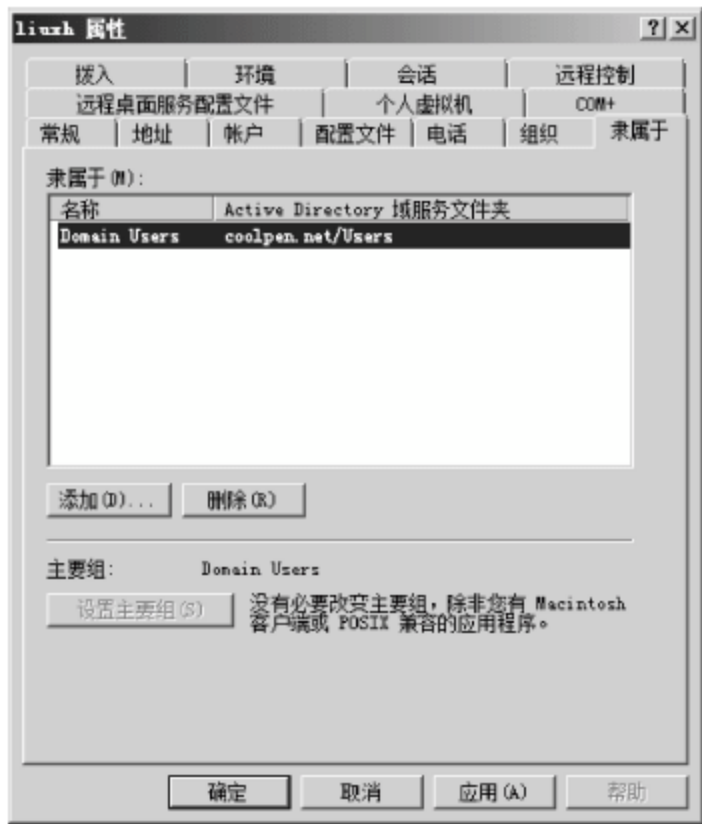 liuxh 属性
拨入 环境 会话 远程控制
远程桌面服务配置文件 个人虚拟机 COM+
常规 地址 帐户 配置文件 电话 组织 隶属于
隶属于(M):
名称 Active Directory 域服务文件夹
Domain Users coolpen.net/Users
添加(D)... 删除(R)
主要组: Domain Users
设置主要组(S) 没有必要改变主要组，除非您有 Macintosh
客户端或 POSIX 兼容的应用程序。
确定 取消 应用(A) 帮助